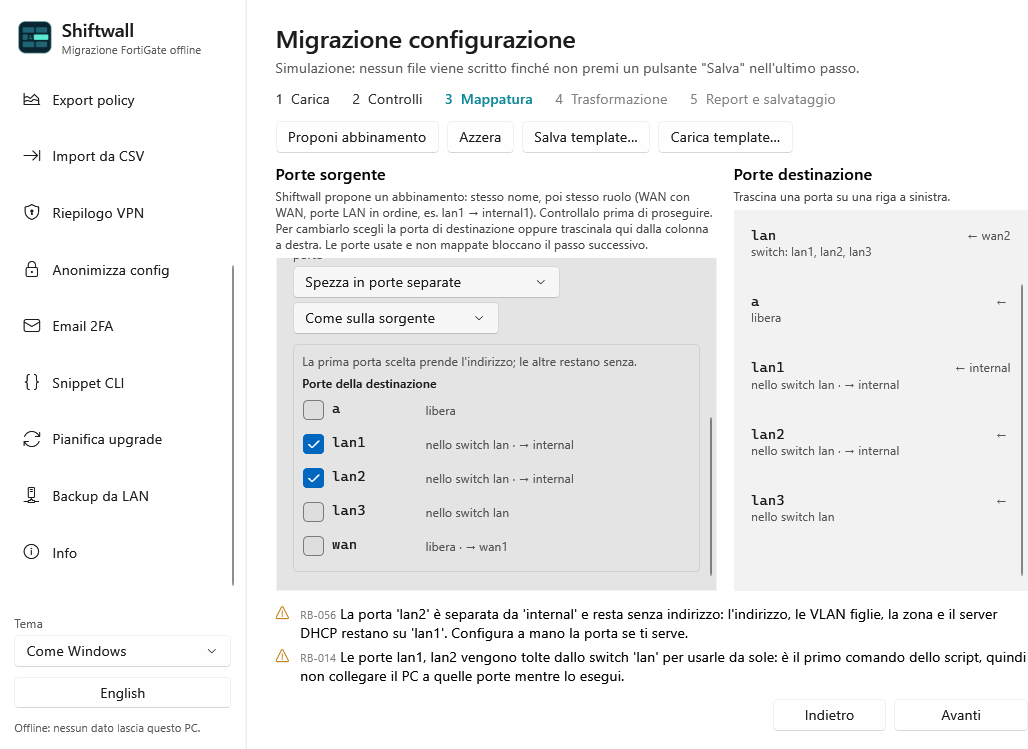 Shiftwall
Migrazione FortiGate offline
Export policy
Import da CSV
Riepilogo VPN
Anonimizza config
Email 2FA
Snippet CLI
Pianifica upgrade
Backup da LAN
Info
Tema
Come Windows
English
Offline: nessun dato lascia questo PC.
Migrazione configurazione
Simulazione: nessun file viene scritto finché non premi un pulsante "Salva" nell'ultimo passo.
1 Carica 2 Controlli 3 Mappatura 4 Trasformazione 5 Report e salvataggio
Proponi abbinamento Azzera Salva template... Carica template...
Porte sorgente
Shiftwall propone un abbinamento: stesso nome, poi stesso ruolo (WAN con
WAN, porte LAN in ordine, es. lan1 → internal1). Controllalo prima di proseguire.
Per cambiarlo scegli la porta di destinazione oppure trascinala qui dalla colonna
a destra. Le porte usate e non mappate bloccano il passo successivo.
Spezza in porte separate
Come sulla sorgente
La prima porta scelta prende l'indirizzo; le altre restano senza.
Porte della destinazione
a libera
lan1 nello switch lan · → internal
lan2 nello switch lan · → internal
lan3 nello switch lan
wan libera · → wan1
Porte destinazione
Trascina una porta su una riga a sinistra.
lan ← wan2
switch: lan1, lan2, lan3
a ←
libera
lan1 ← internal
nello switch lan · → internal
lan2 ←
nello switch lan · → internal
lan3 ←
nello switch lan
RB-056 La porta 'lan2' è separata da 'internal' e resta senza indirizzo: l'indirizzo, le VLAN figlie, la zona e il server
DHCP restano su 'lan1'. Configura a mano la porta se ti serve.
RB-014 Le porte lan1, lan2 vengono tolte dallo switch 'lan' per usarle da sole: è il primo comando dello script, quindi
non collegare il PC a quelle porte mentre lo esegui.
Indietro Avanti